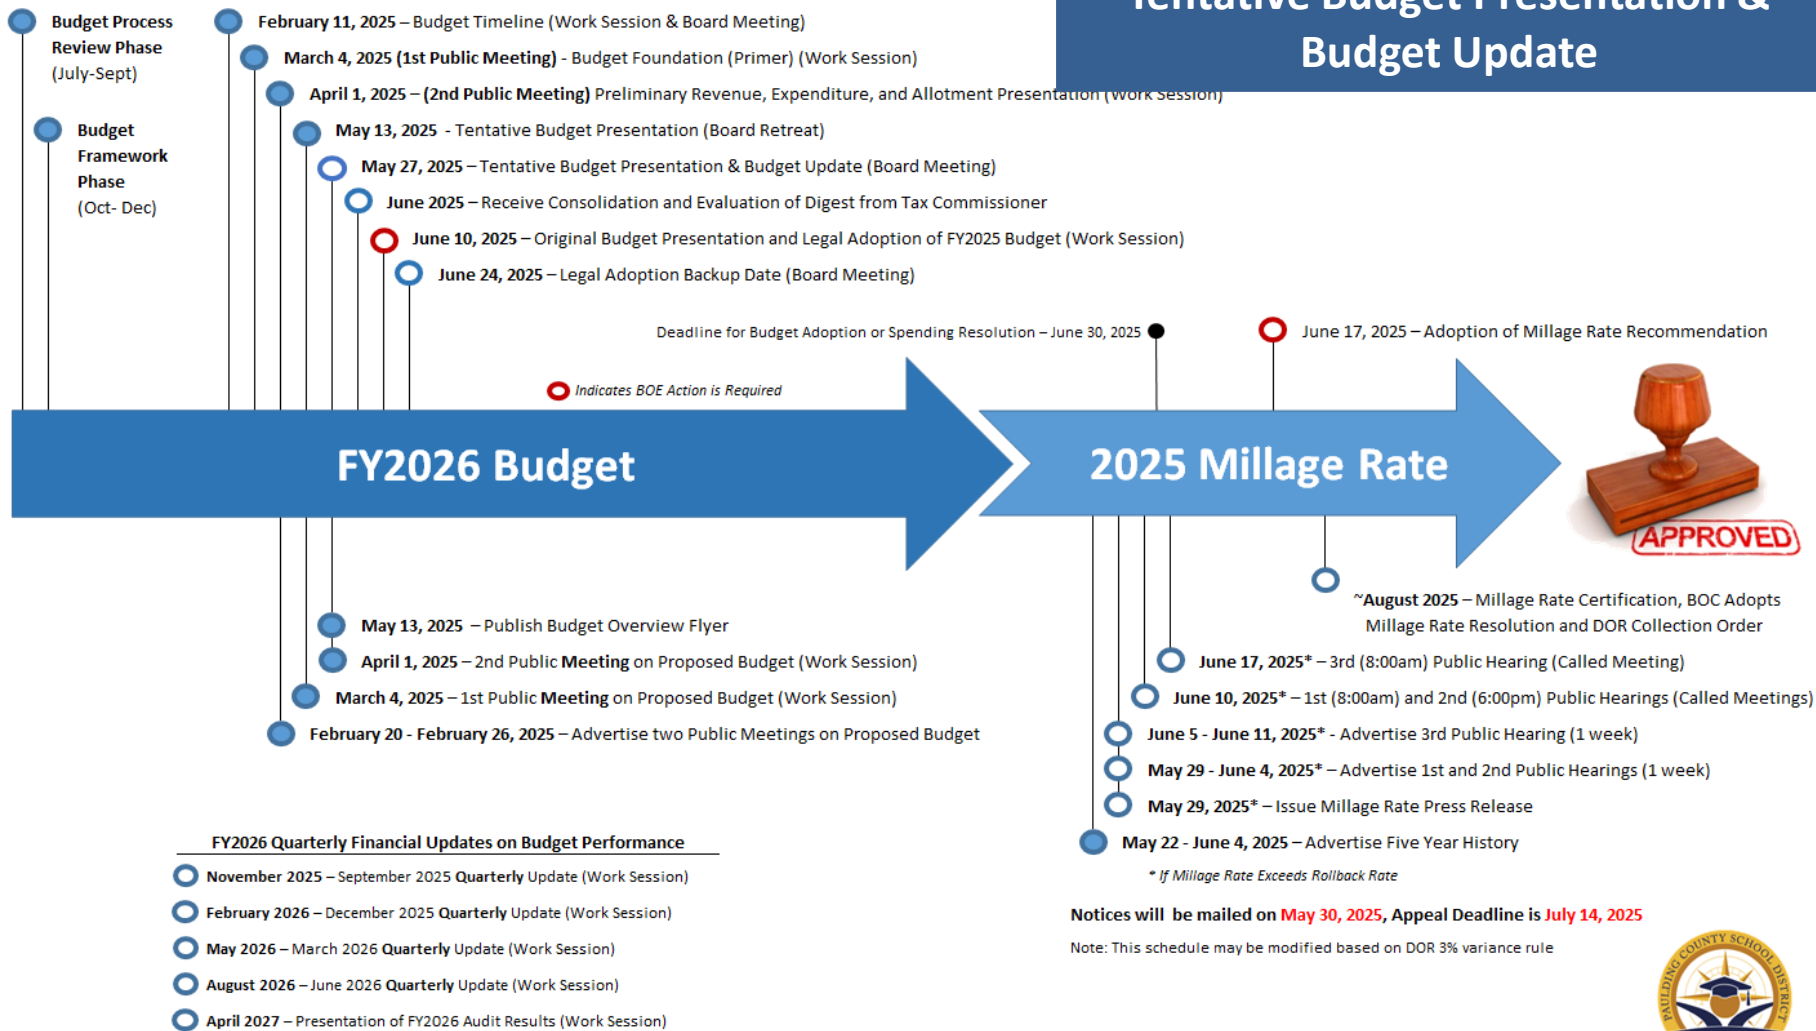 Tentative Budget Presentation &
Budget Update
Budget Process
Review Phase
(July-Sept)
Budget
Framework
Phase
(Oct- Dec)
February 11, 2025 – Budget Timeline (Work Session & Board Meeting)
March 4, 2025 (1st Public Meeting) - Budget Foundation (Primer) (Work Session)
April 1, 2025 – (2nd Public Meeting) Preliminary Revenue, Expenditure, and Allotment Presentation (Work Session)
May 13, 2025 - Tentative Budget Presentation (Board Retreat)
May 27, 2025 – Tentative Budget Presentation & Budget Update (Board Meeting)
June 2025 – Receive Consolidation and Evaluation of Digest from Tax Commissioner
June 10, 2025 – Original Budget Presentation and Legal Adoption of FY2025 Budget (Work Session)
June 24, 2025 – Legal Adoption Backup Date (Board Meeting)
Deadline for Budget Adoption or Spending Resolution – June 30, 2025
June 17, 2025 – Adoption of Millage Rate Recommendation
Indicates BOE Action is Required
FY2026 Budget
2025 Millage Rate
APPROVED
May 13, 2025 – Publish Budget Overview Flyer
April 1, 2025 – 2nd Public Meeting on Proposed Budget (Work Session)
March 4, 2025 – 1st Public Meeting on Proposed Budget (Work Session)
February 20 - February 26, 2025 – Advertise two Public Meetings on Proposed Budget
~August 2025 – Millage Rate Certification, BOC Adopts
Millage Rate Resolution and DOR Collection Order
June 17, 2025* – 3rd (8:00am) Public Hearing (Called Meeting)
June 10, 2025* – 1st (8:00am) and 2nd (6:00pm) Public Hearings (Called Meetings)
June 5 - June 11, 2025* - Advertise 3rd Public Hearing (1 week)
May 29 - June 4, 2025* – Advertise 1st and 2nd Public Hearings (1 week)
May 29, 2025* – Issue Millage Rate Press Release
May 22 - June 4, 2025 – Advertise Five Year History
* If Millage Rate Exceeds Rollback Rate
Notices will be mailed on May 30, 2025, Appeal Deadline is July 14, 2025
Note: This schedule may be modified based on DOR 3% variance rule
FY2026 Quarterly Financial Updates on Budget Performance
November 2025 – September 2025 Quarterly Update (Work Session)
February 2026 – December 2025 Quarterly Update (Work Session)
May 2026 – March 2026 Quarterly Update (Work Session)
August 2026 – June 2026 Quarterly Update (Work Session)
April 2027 – Presentation of FY2026 Audit Results (Work Session)
PAULDING COUNTY SCHOOL DISTRICT